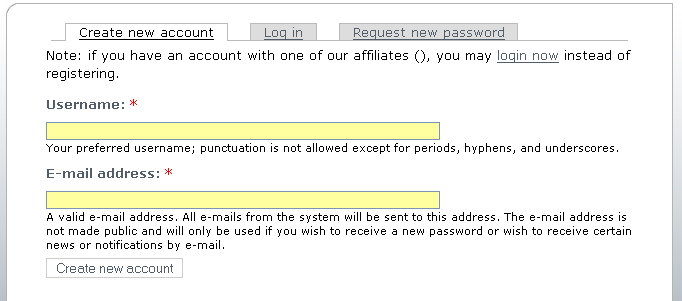 Create new account Log in Request new password
Note: if you have an account with one of our affiliates (), you may login now instead of
registering.
Username: *
Your preferred username; punctuation is not allowed except for periods, hyphens, and underscores.
E-mail address: *
A valid e-mail address. All e-mails from the system will be sent to this address. The e-mail address is
not made public and will only be used if you wish to receive a new password or wish to receive certain
news or notifications by e-mail.
Create new account